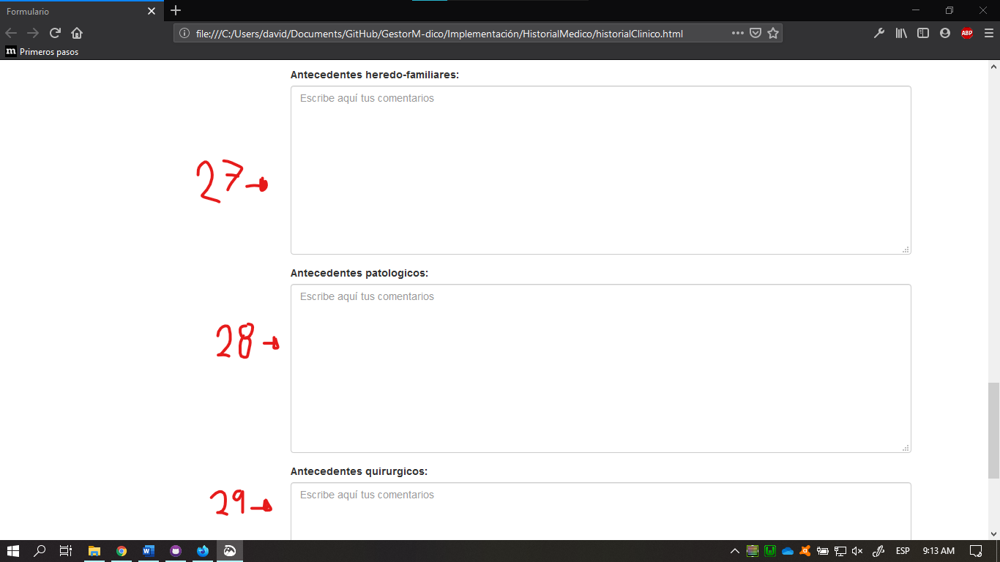 Formulario
file:///C:/Users/david/Documents/GitHub/GestorM-dico/Implementación/HistorialMedico/historialClinico.html
ABP
m Primeros pasos
Antecedentes heredo-familiares:
Escribe aquí tus comentarios
27
Antecedentes patologicos:
Escribe aquí tus comentarios
28
Antecedentes quirurgicos:
Escribe aquí tus comentarios
29
ESP
9:13 AM